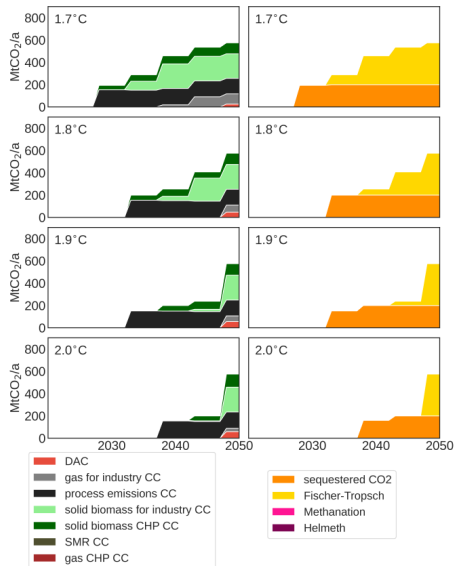 1.7°C
1.7°C
MtCO2/a
800
600
400
200
0
1.8°C
1.8°C
MtCO2/a
800
600
400
200
0
1.9°C
1.9°C
MtCO2/a
800
600
400
200
0
2.0°C
2.0°C
MtCO2/a
800
600
400
200
0
2030 2040 2050 2030 2040 2050
DAC
gas for industry CC
process emissions CC
solid biomass for industry CC
solid biomass CHP CC
SMR CC
gas CHP CC
sequestered CO2
Fischer-Tropsch
Methanation
Helmeth